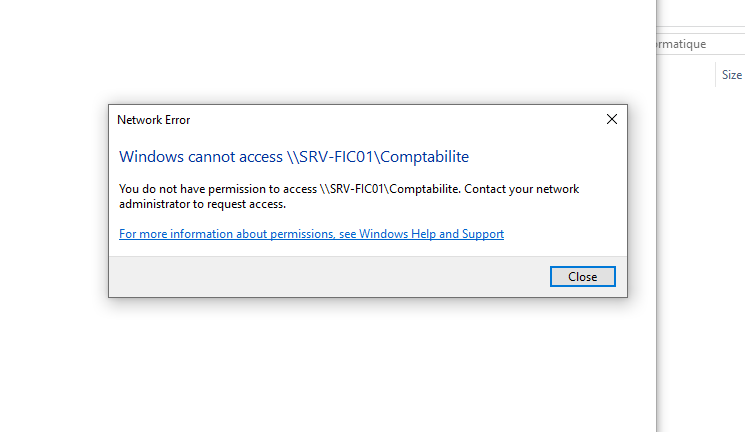 rmatique
Size
Network Error
Windows cannot access \\SRV-FIC01\Comptabilite
You do not have permission to access \\SRV-FIC01\Comptabilite. Contact your network
administrator to request access.
For more information about permissions, see Windows Help and Support
Close